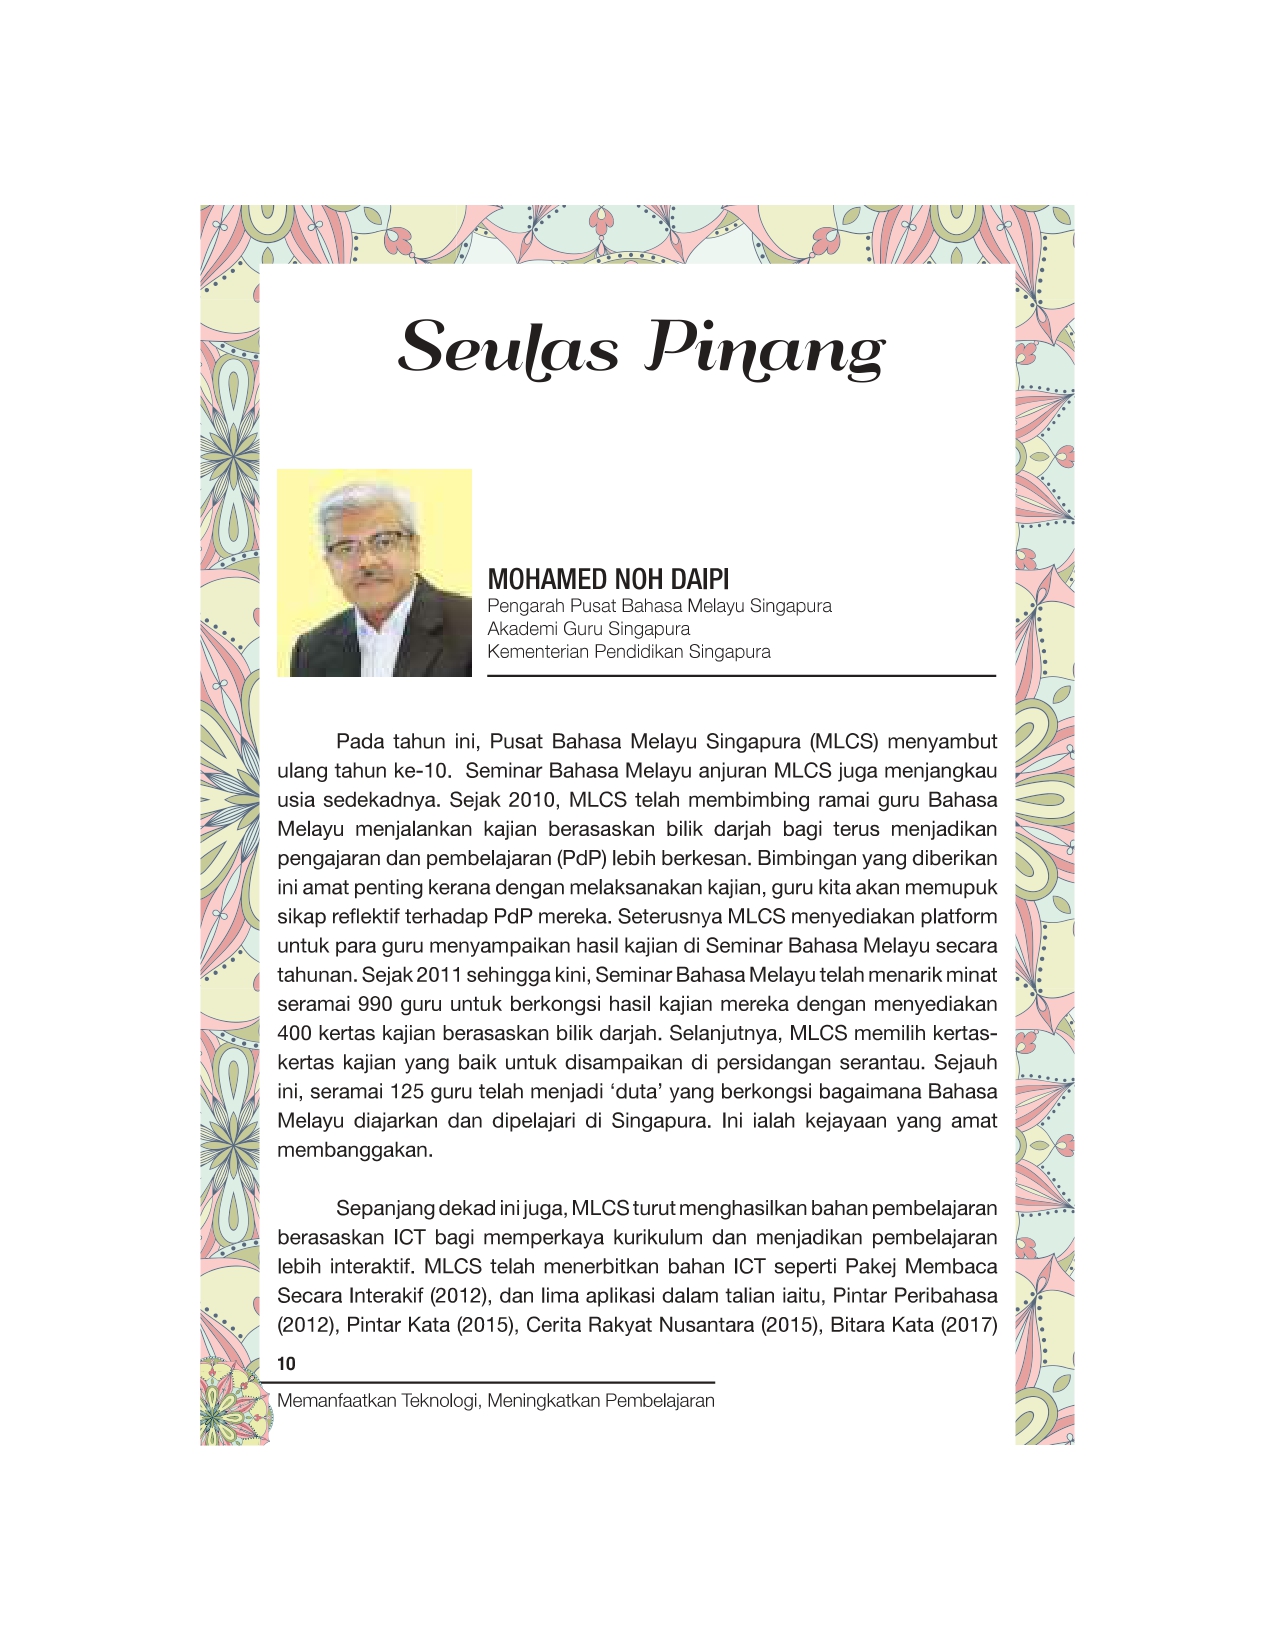 Seulas Pinang
MOHAMED NOH DAIPI
Pengarah Pusat Bahasa Melayu Singapura
Akademi Guru Singapura
Kementerian Pendidikan Singapura
Pada tahun ini, Pusat Bahasa Melayu Singapura (MLCS) menyambut
ulang tahun ke-10.  Seminar Bahasa Melayu anjuran MLCS juga menjangkau
usia sedekadnya. Sejak 2010, MLCS telah membimbing ramai guru Bahasa
Melayu menjalankan kajian berasaskan bilik darjah bagi terus menjadikan
pengajaran dan pembelajaran (PdP) lebih berkesan. Bimbingan yang diberikan
ini amat penting kerana dengan melaksanakan kajian, guru kita akan memupuk
sikap reflektif terhadap PdP mereka. Seterusnya MLCS menyediakan platform
untuk para guru menyampaikan hasil kajian di Seminar Bahasa Melayu secara
tahunan. Sejak 2011 sehingga kini, Seminar Bahasa Melayu telah menarik minat
seramai 990 guru untuk berkongsi hasil kajian mereka dengan menyediakan
400 kertas kajian berasaskan bilik darjah. Selanjutnya, MLCS memilih kertas-
kertas kajian yang baik untuk disampaikan di persidangan serantau. Sejauh
ini, seramai 125 guru telah menjadi ‘duta’ yang berkongsi bagaimana Bahasa
Melayu diajarkan dan dipelajari di Singapura. Ini ialah kejayaan yang amat
membanggakan.
Sepanjang dekad ini juga, MLCS turut menghasilkan bahan pembelajaran
berasaskan ICT bagi memperkaya kurikulum dan menjadikan pembelajaran
lebih interaktif. MLCS telah menerbitkan bahan ICT seperti Pakej Membaca
Secara Interakif (2012), dan lima aplikasi dalam talian iaitu, Pintar Peribahasa
(2012), Pintar Kata (2015), Cerita Rakyat Nusantara (2015), Bitara Kata (2017)
10
Memanfaatkan Teknologi, Meningkatkan Pembelajaran